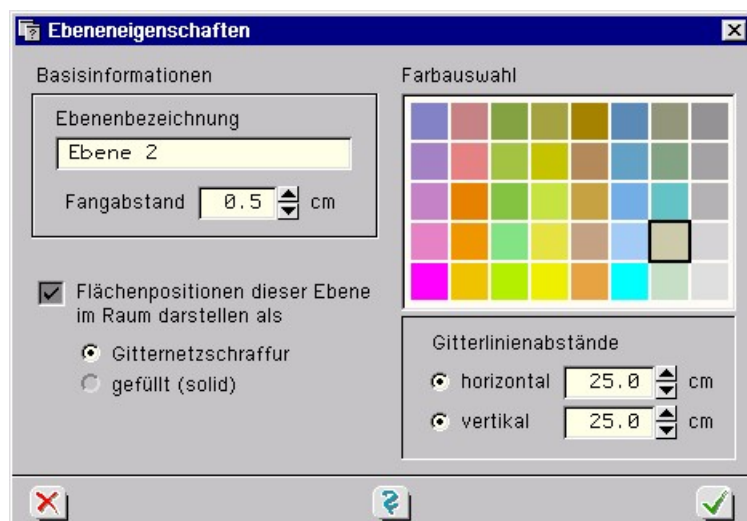 Ebeneneigenschaften
Basisinformationen
Ebenenbezeichnung
Ebene 2
Fangabstand 0.5 cm
Flächenpositionen dieser Ebene
im Raum darstellen als
Gitternetzschraffur
gefüllt (solid)
Farbauswahl
Gitterlinienabstände
horizontal 25.0 cm
vertikal 25.0 cm